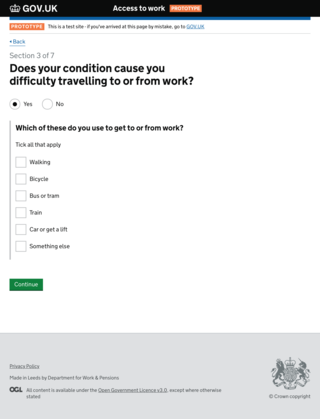 GOV.UK
Access to work PROTOTYPE
PROTOTYPE This is a test site - if you've arrived at this page by mistake, go to GOV.UK
Back
Section 3 of 7
Does your condition cause you
difficulty travelling to or from work?
Yes No
Which of these do you use to get to or from work?
Tick all that apply
Walking
Bicycle
Bus or tram
Train
Car or get a lift
Something else
Continue
Privacy Policy
Made in Leeds by Department for Work & Pensions
OGL All content is available under the Open Government Licence v3.0, except where otherwise
stated
© Crown copyright